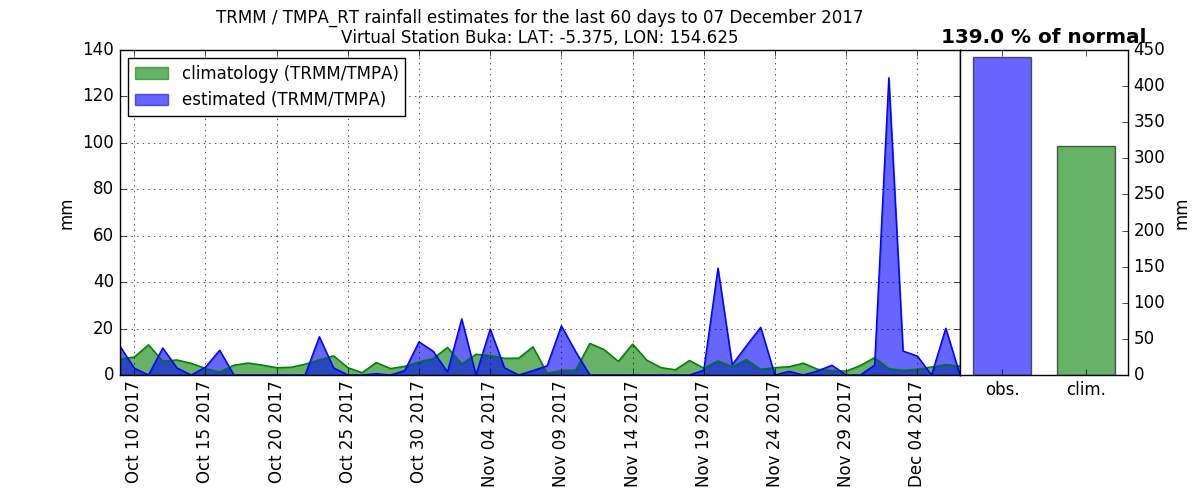 TRMM / TMPA_RT rainfall estimates for the last 60 days to 07 December 2017
Virtual Station Buka: LAT: -5.375, LON: 154.625
139.0 % of normal
climatology (TRMM/TMPA)
estimated (TRMM/TMPA)
mm
140
120
100
80
60
40
20
0
Oct 10 2017
Oct 15 2017
Oct 20 2017
Oct 25 2017
Oct 30 2017
Nov 04 2017
Nov 09 2017
Nov 14 2017
Nov 19 2017
Nov 24 2017
Nov 29 2017
Dec 04 2017
450
400
350
300
250
200
150
100
50
0
mm
obs.
clim.